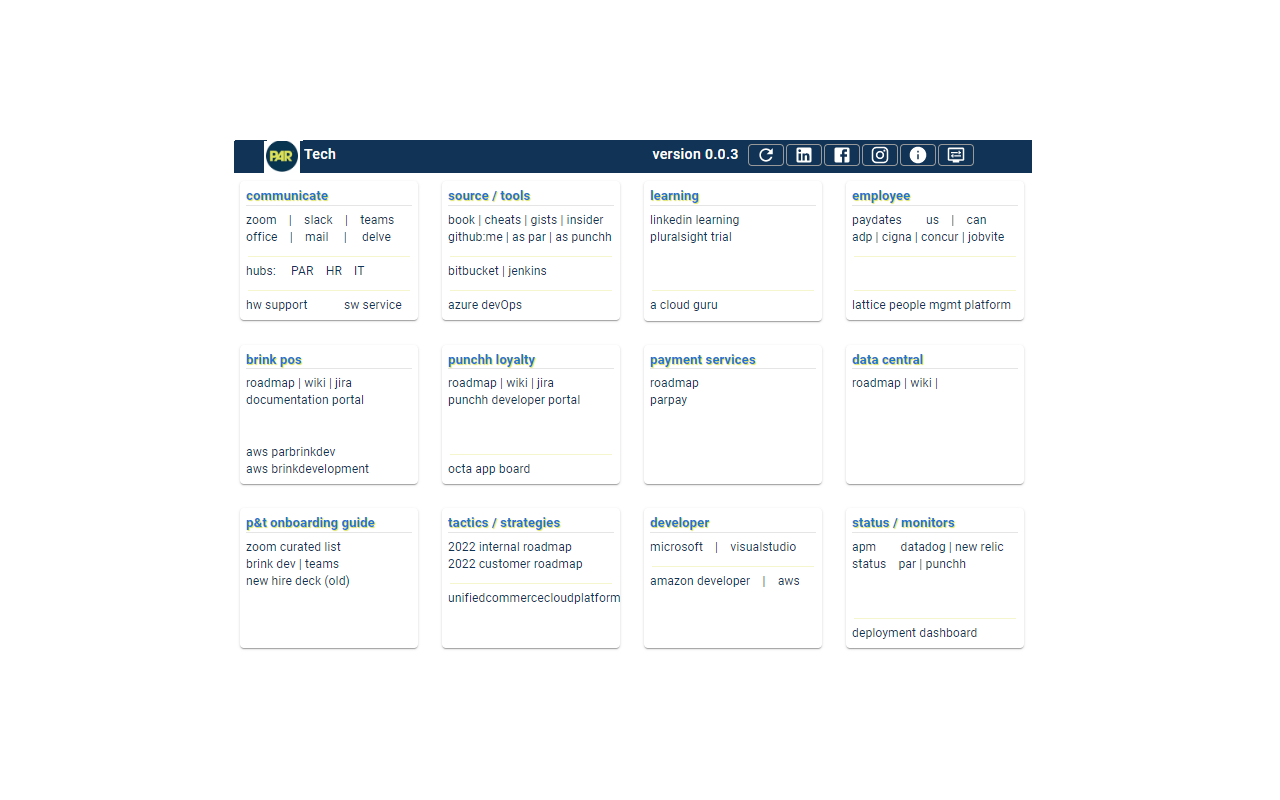 PAR Tech version 0.0.3
communicate
zoom | slack | teams
office | mail | delve
hubs: PAR HR IT
hw support sw service
source / tools
book | cheats | gists | insider
github:me | as par | as punchh
bitbucket | jenkins
azure devOps
learning
linkedin learning
pluralsight trial
a cloud guru
employee
paydates us | can
adp | cigna | concur | jobvite
lattice people mgmt platform
brink pos
roadmap | wiki | jira
documentation portal
aws parbrinkdev
aws brinkdevelopment
punchh loyalty
roadmap | wiki | jira
punchh developer portal
octa app board
payment services
roadmap
parpay
data central
roadmap | wiki |
p&t onboarding guide
zoom curated list
brink dev | teams
new hire deck (old)
tactics / strategies
2022 internal roadmap
2022 customer roadmap
unifiedcommercecloudplatform
developer
microsoft | visualstudio
amazon developer | aws
status / monitors
apm datadog | new relic
status par | punchh
deployment dashboard